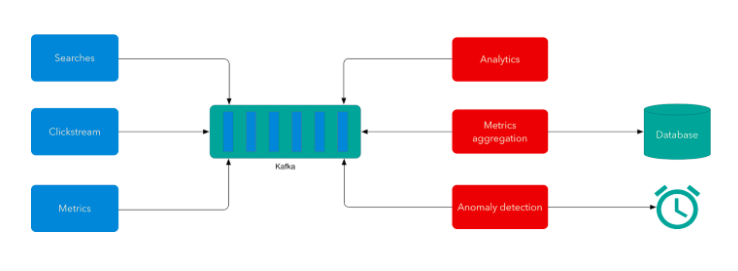 Searches
Analytics
Clickstream
Metrics
aggregation
Database
Kafka
Metrics
Anomaly detection